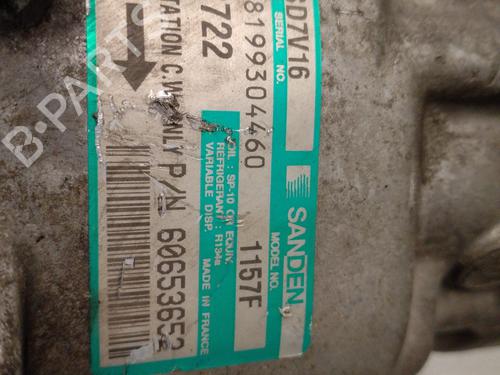 SD7V16
SERIAL NO.
8199304460
722
SANDEN
MODEL NO.
1157F
OIL : SP-10 OR EQUIV.
REFRIGERANT : R134a
VARIABLE DISP. MADE IN FRANCE
TATION C.W. ONLY P/N 60653652
B-PARTS